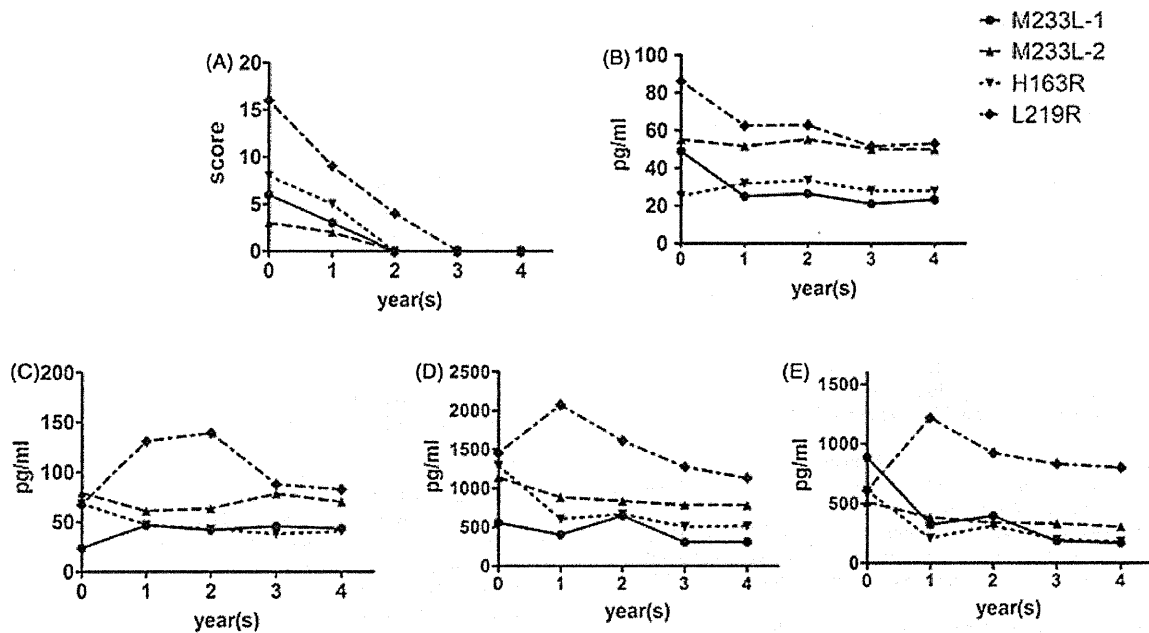 M233L-1
M233L-2
H163R
L219R
(A)
20
15
10
5
0
score
0 1 2 3 4
year(s)
(B)
100
80
60
40
20
0
pg/ml
0 1 2 3 4
year(s)
(C)
200
150
100
50
0
pg/ml
0 1 2 3 4
year(s)
(D)
2500
2000
1500
1000
500
0
pg/ml
0 1 2 3 4
year(s)
(E)
1500
1000
500
0
pg/ml
0 1 2 3 4
year(s)